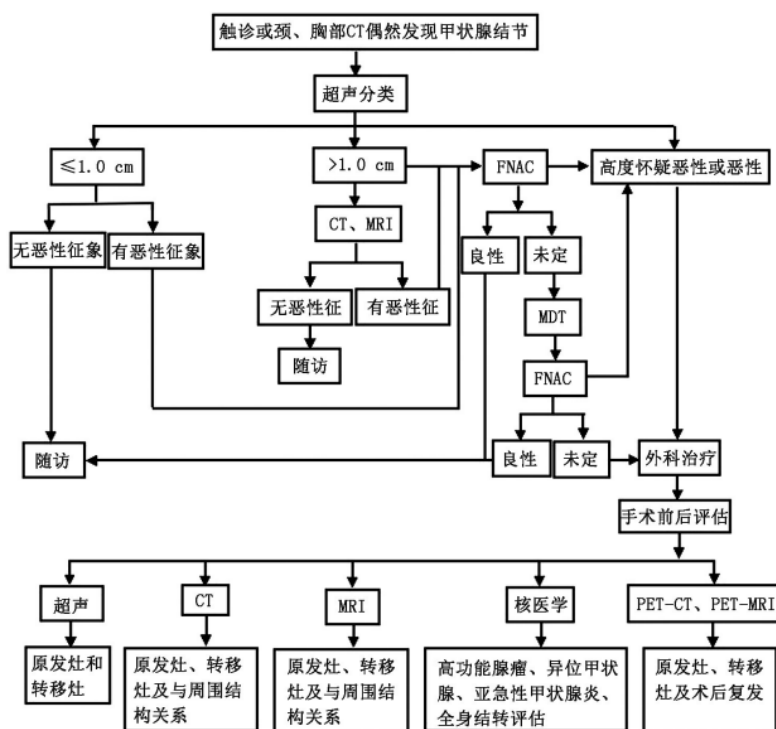 触诊或颈、胸部CT偶然发现甲状腺结节
超声分类
≤1.0 cm
>1.0 cm
FNAC
高度怀疑恶性或恶性
无恶性征象
有恶性征象
CT、MRI
良性
未定
无恶性征
有恶性征
MDT
随访
FNAC
随访
良性
未定
外科治疗
手术前后评估
超声
CT
MRI
核医学
PET-CT、PET-MRI
原发灶和
转移灶
原发灶、转移
灶及与周围结
构关系
原发灶、转移
灶及与周围结
构关系
高功能腺瘤、异位甲状
腺、亚急性甲状腺炎、
全身结转评估
原发灶、转移
灶及术后复发